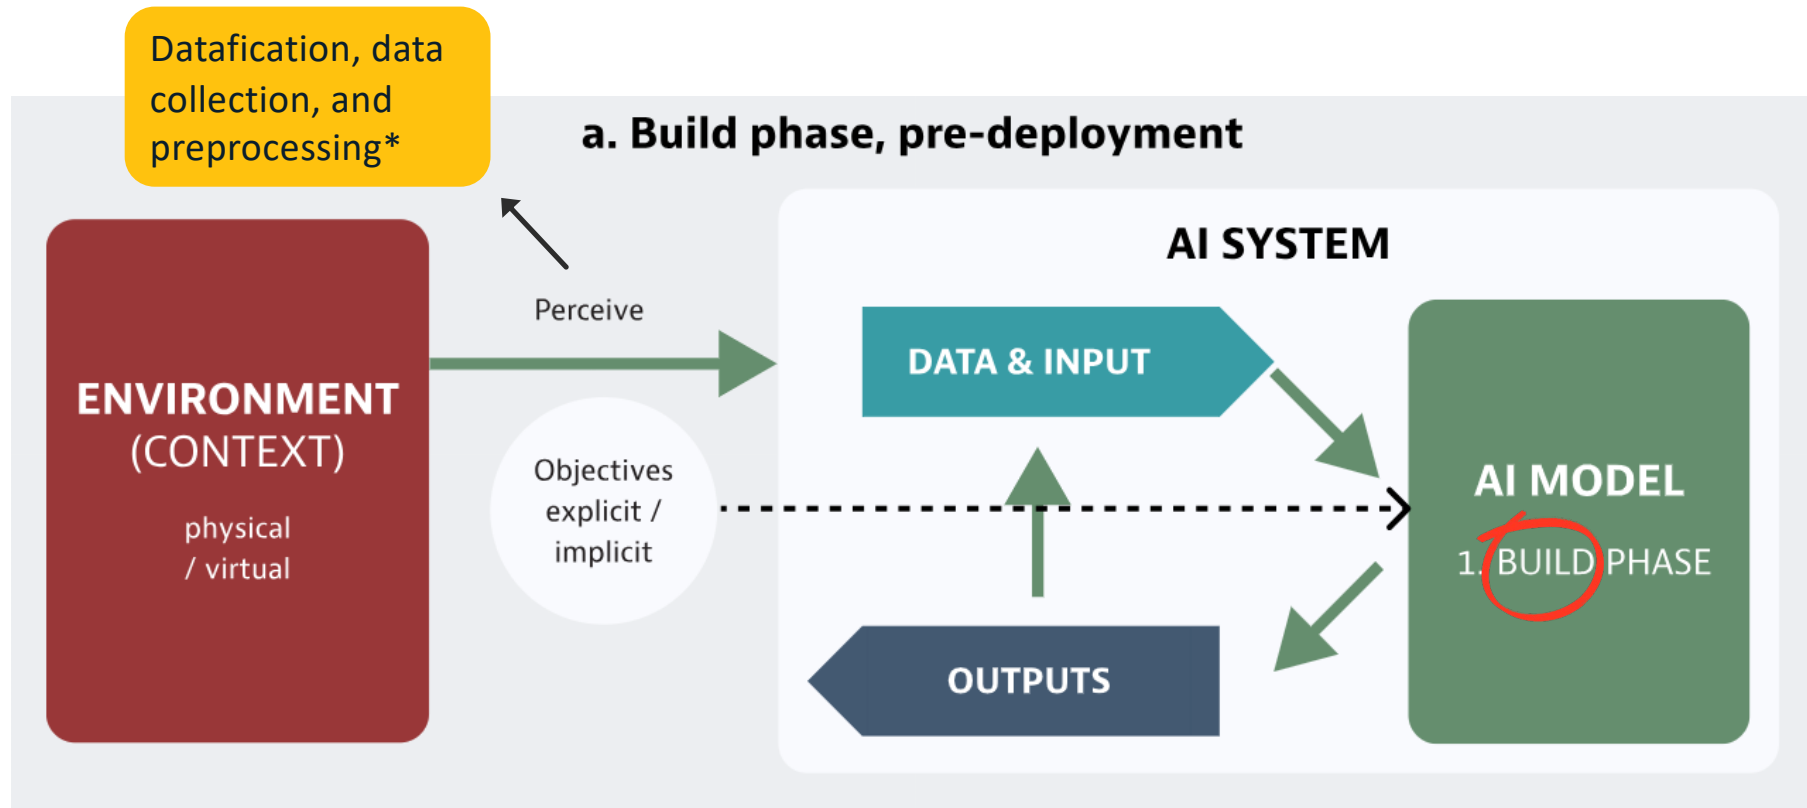 Datafication, data
collection, and
preprocessing*
a. Build phase, pre-deployment
AI SYSTEM
Perceive
DATA & INPUT
ENVIRONMENT
(CONTEXT)
physical
/ virtual
Objectives
explicit /
implicit
AI MODEL
1. BUILD PHASE
OUTPUTS